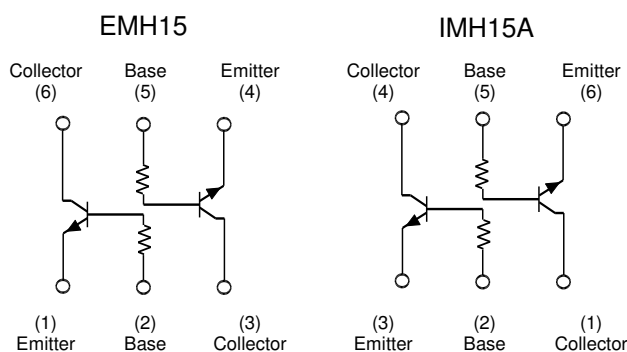 EMH15
IMH15A
Collector Base Emitter
(6) (5) (4)
Collector Base Emitter
(4) (5) (6)
(1) (2) (3)
Emitter Base Collector
(3) (2) (1)
Emitter Base Collector